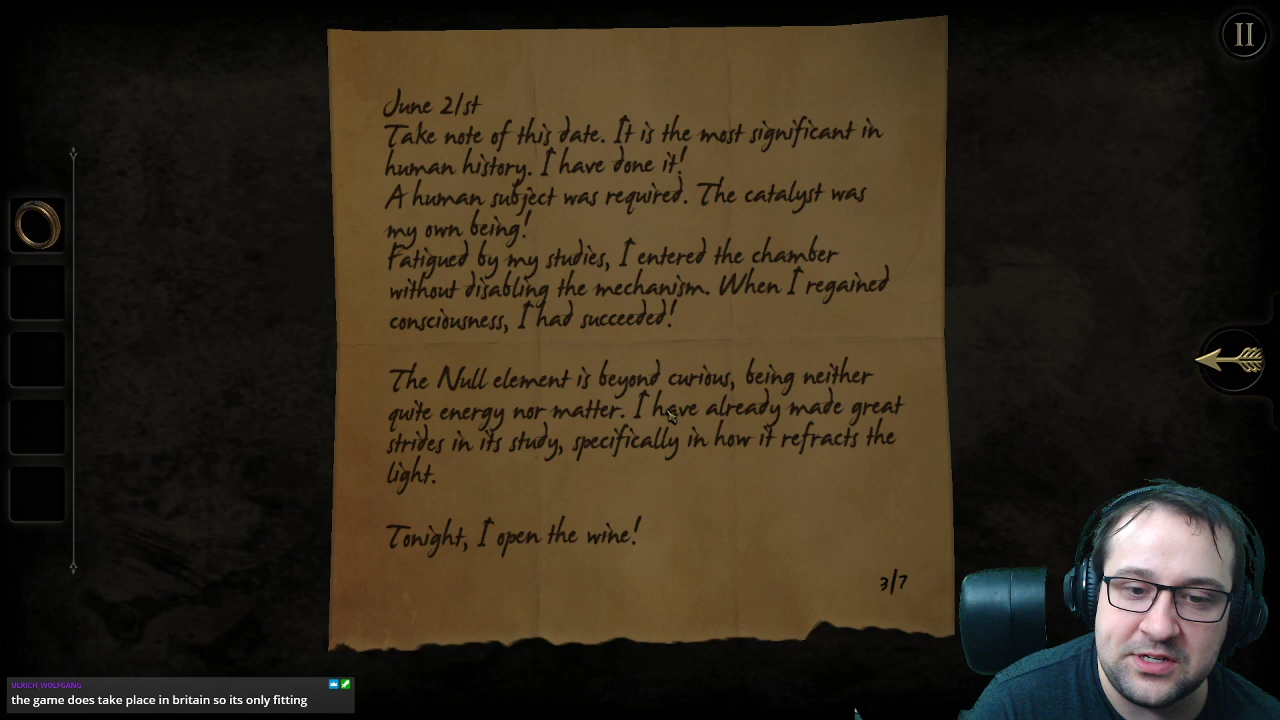 June 21st
Take note of this date. It is the most significant in
human history. I have done it!
A human subject was required. The catalyst was
my own being!
Fatigued by my studies, I entered the chamber
without disabling the mechanism. When I regained
consciousness, I had succeeded!
The Null element is beyond curious, being neither
quite energy nor matter. I have already made great
strides in its study, specifically in how it refracts the
light.
Tonight, I open the wine!
3/7
ULRICH_WOLFGANG
the game does take place in britain so its only fitting